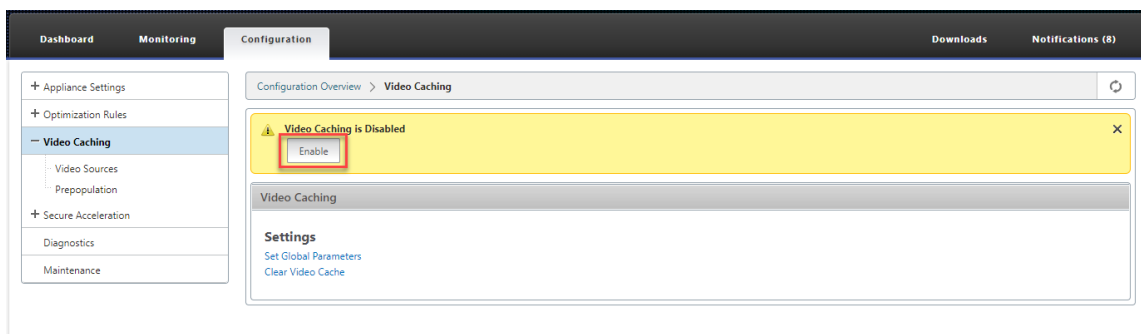 Dashboard Monitoring Configuration Downloads Notifications (8)
+ Appliance Settings
Configuration Overview > Video Caching
+ Optimization Rules
− Video Caching
Video Sources
Prepopulation
+ Secure Acceleration
Diagnostics
Maintenance
Video Caching is Disabled
Enable
Video Caching
Settings
Set Global Parameters
Clear Video Cache